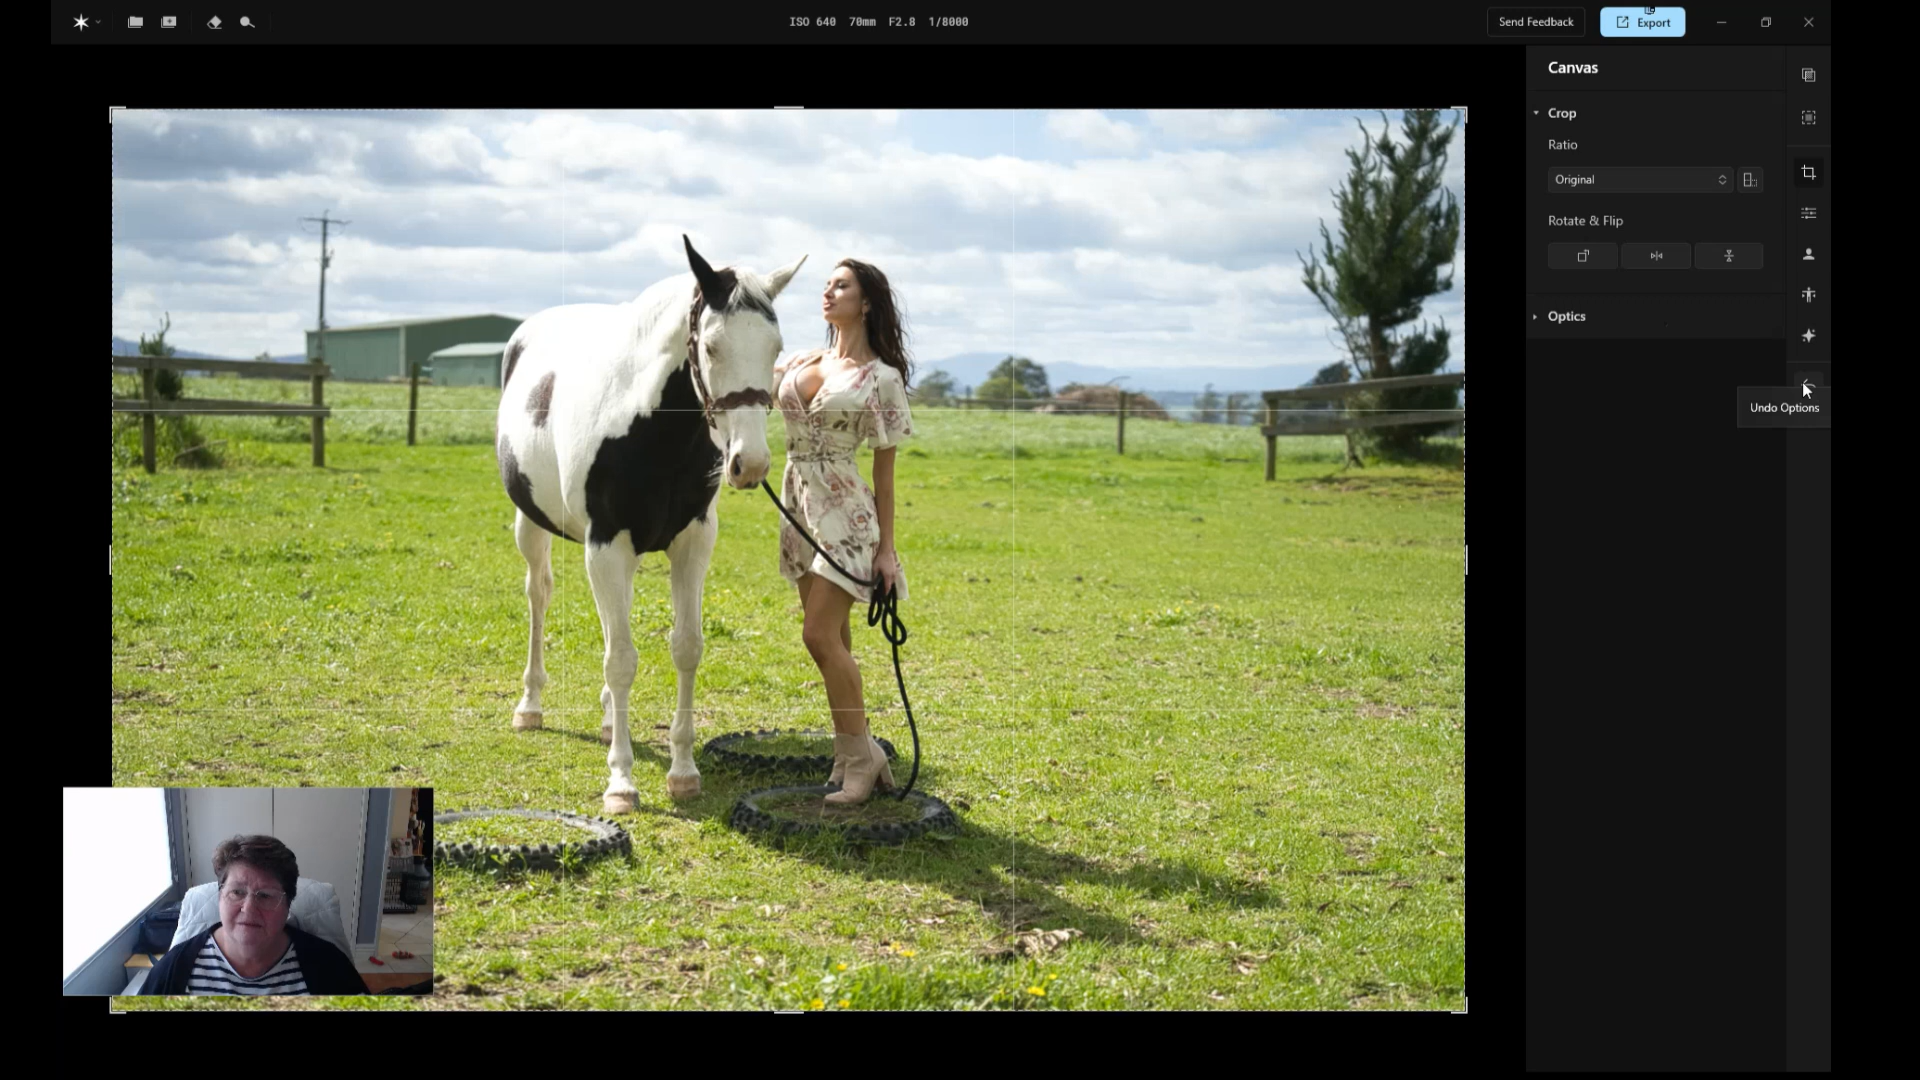 ISO 640 70mm F2.8 1/8000
Send Feedback
Export
Canvas
Crop
Ratio
Original
Rotate & Flip
Optics
Undo Options